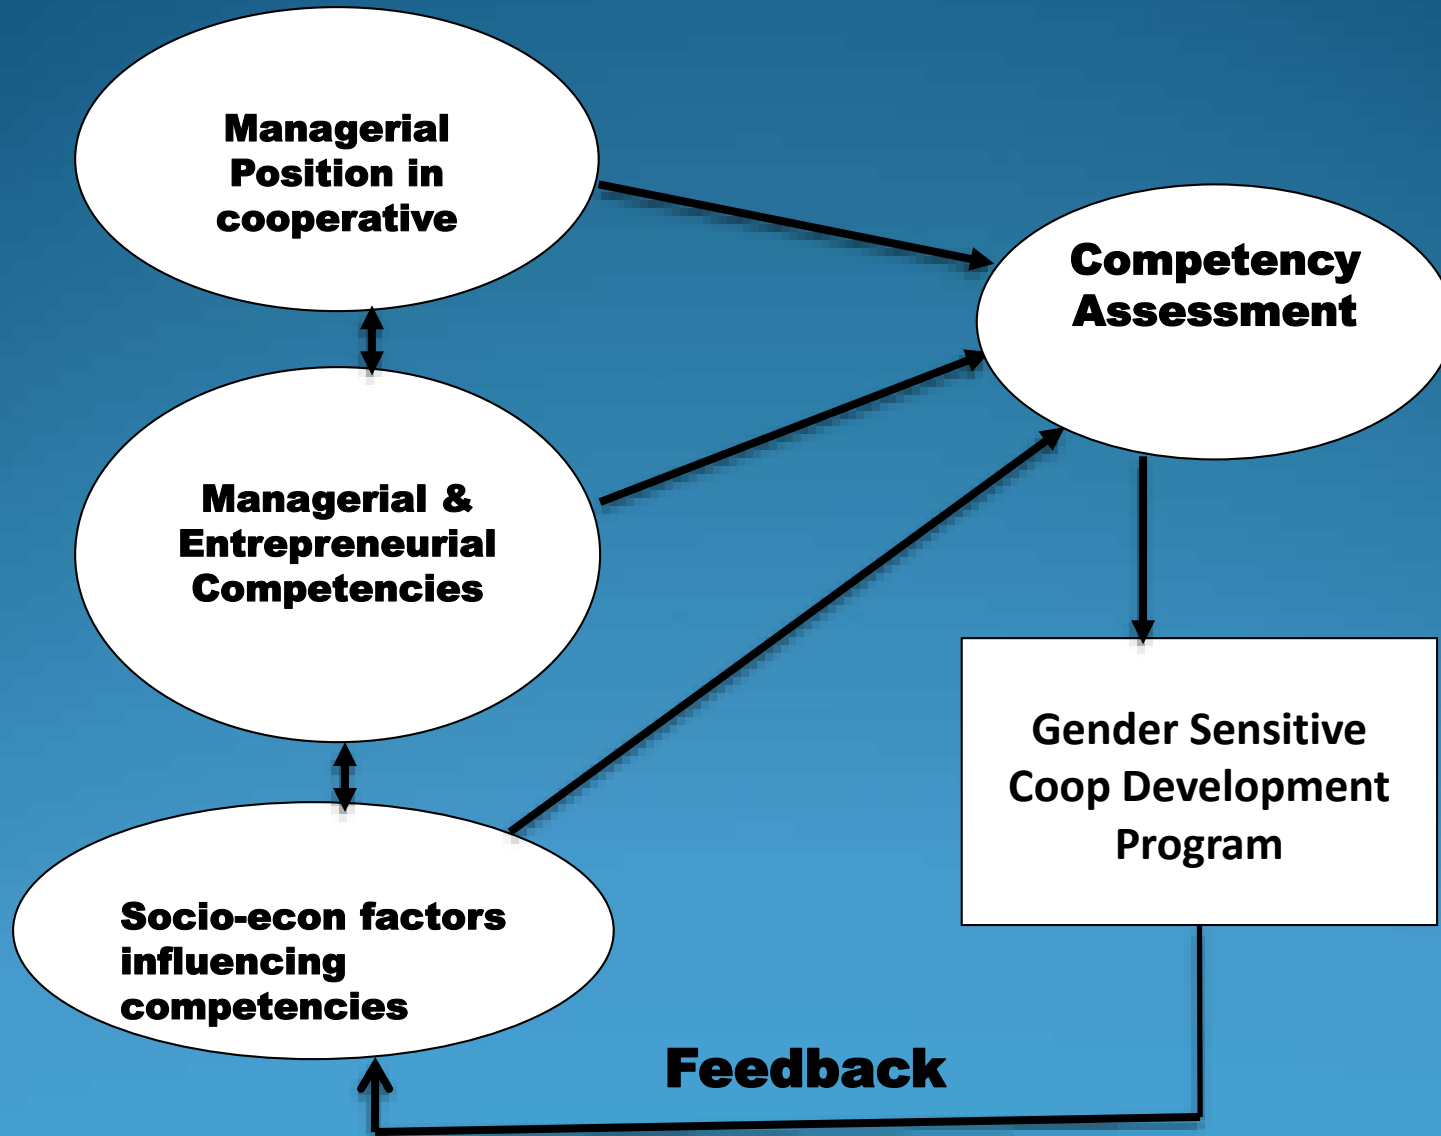 Managerial
Position in
cooperative
Competency
Assessment
Managerial &
Entrepreneurial
Competencies
Gender Sensitive
Coop Development
Program
Socio-econ factors
influencing
competencies
Feedback